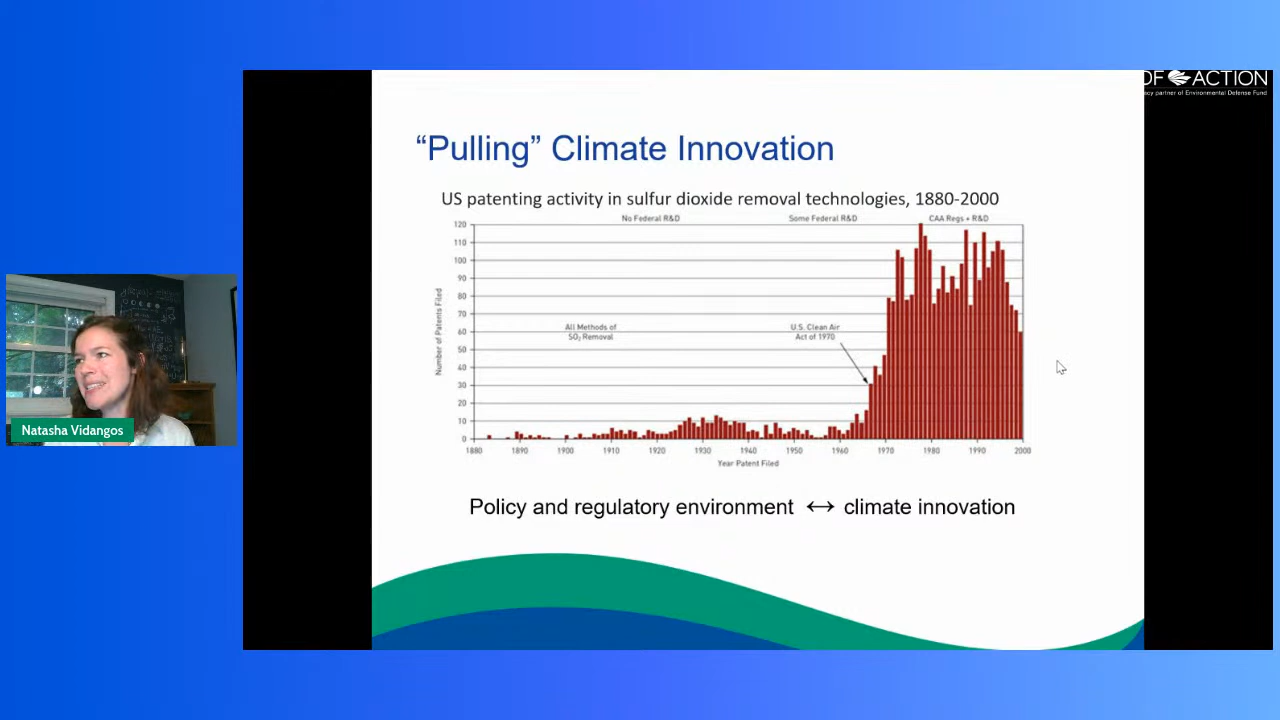 OF ACTION
cy partner of Environmental Defense Fund
“Pulling” Climate Innovation
US patenting activity in sulfur dioxide removal technologies, 1880-2000
No Federal R&D
Some Federal R&D
CAA Regs + R&D
120
110
100
90
80
70
60
50
40
30
20
10
0
Number of Patents Filed
All Methods of
SO₂ Removal
U.S. Clean Air
Act of 1970
1880 1890 1900 1910 1920 1930 1940 1950 1960 1970 1980 1990 2000
Year Patent Filed
Policy and regulatory environment ↔ climate innovation
Natasha Vidangos